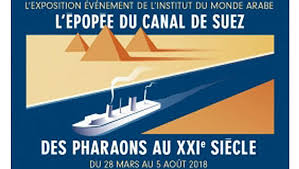 L'EXPOSITION ÉVÉNEMENT DE L'INSTITUT DU MONDE ARABE
L'ÉPOPÉE DU CANAL DE SUEZ
DES PHARAONS AU XXIe SIÈCLE
DU 28 MARS AU 5 AOÛT 2018